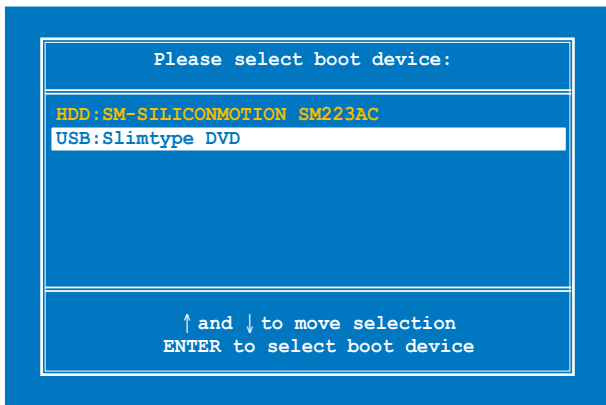 Please select boot device:
HDD:SM-SILICONMOTION SM223AC
USB:Slimtype DVD
↑ and ↓ to move selection
ENTER to select boot device